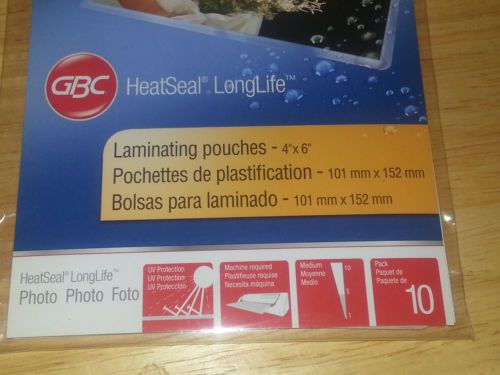 GBC
HeatSeal® LongLife™
Laminating pouches - 4"x 6"
Pochettes de plastification - 101 mm x 152 mm
Bolsas para laminado - 101 mm x 152 mm
HeatSeal® LongLife™
Photo Photo Foto
UV Protection
UV Protection
UV Protección
Machine required
Plastifieuse requise
Necesita máquina
Medium
Moyenne
Medio
10
5
1
Pack
Paquet de
Paquete de
10